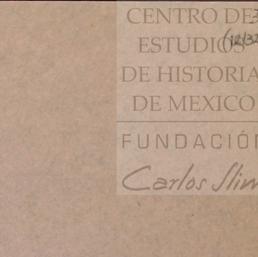 CENTRO DE
ESTUDIOS
DE HISTORIA
DE MEXICO
FUNDACIÓN
Carlos Slim